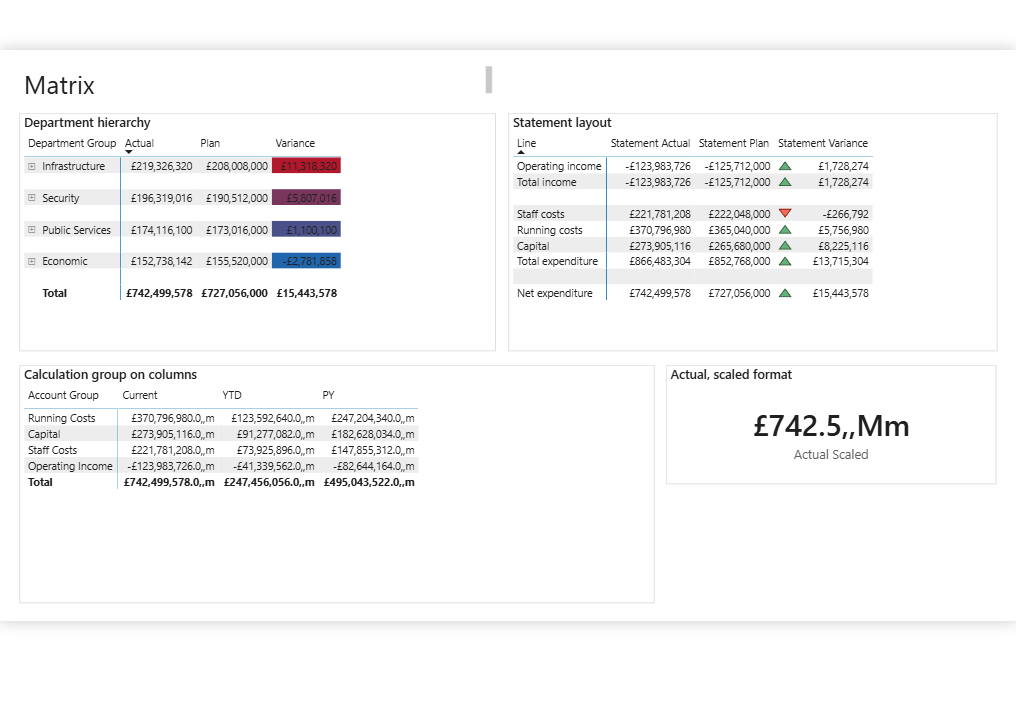 Matrix
Department hierarchy
Department Group Actual Plan Variance
Infrastructure £219,326,320 £208,008,000 £11,318,320
Security £196,319,016 £190,512,000 £5,807,016
Public Services £174,116,100 £173,016,000 £1,100,100
Economic £152,738,142 £155,520,000 -£2,781,858
Total £742,499,578 £727,056,000 £15,443,578
Statement layout
Line Statement Actual Statement Plan Statement Variance
Operating income -£123,983,726 -£125,712,000 £1,728,274
Total income -£123,983,726 -£125,712,000 £1,728,274
Staff costs £221,781,208 £222,048,000 -£266,792
Running costs £370,796,980 £365,040,000 £5,756,980
Capital £273,905,116 £265,680,000 £8,225,116
Total expenditure £866,483,304 £852,768,000 £13,715,304
Net expenditure £742,499,578 £727,056,000 £15,443,578
Calculation group on columns
Account Group Current YTD PY
Running Costs £370,796,980.0,,m £123,592,640.0,,m £247,204,340.0,,m
Capital £273,905,116.0,,m £91,277,082.0,,m £182,628,034.0,,m
Staff Costs £221,781,208.0,,m £73,925,896.0,,m £147,855,312.0,,m
Operating Income -£123,983,726.0,,m -£41,339,562.0,,m -£82,644,164.0,,m
Total £742,499,578.0,,m £247,456,056.0,,m £495,043,522.0,,m
Actual, scaled format
£742.5,,Mm
Actual Scaled